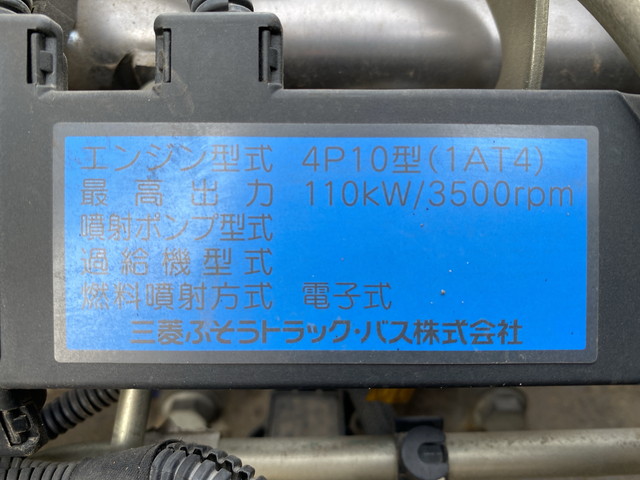 エンジン型式 4P10型(1AT4)
最高出力 110kW/3500rpm
噴射ポンプ型式
過給機型式
燃料噴射方式 電子式
三菱ふそうトラック・バス株式会社